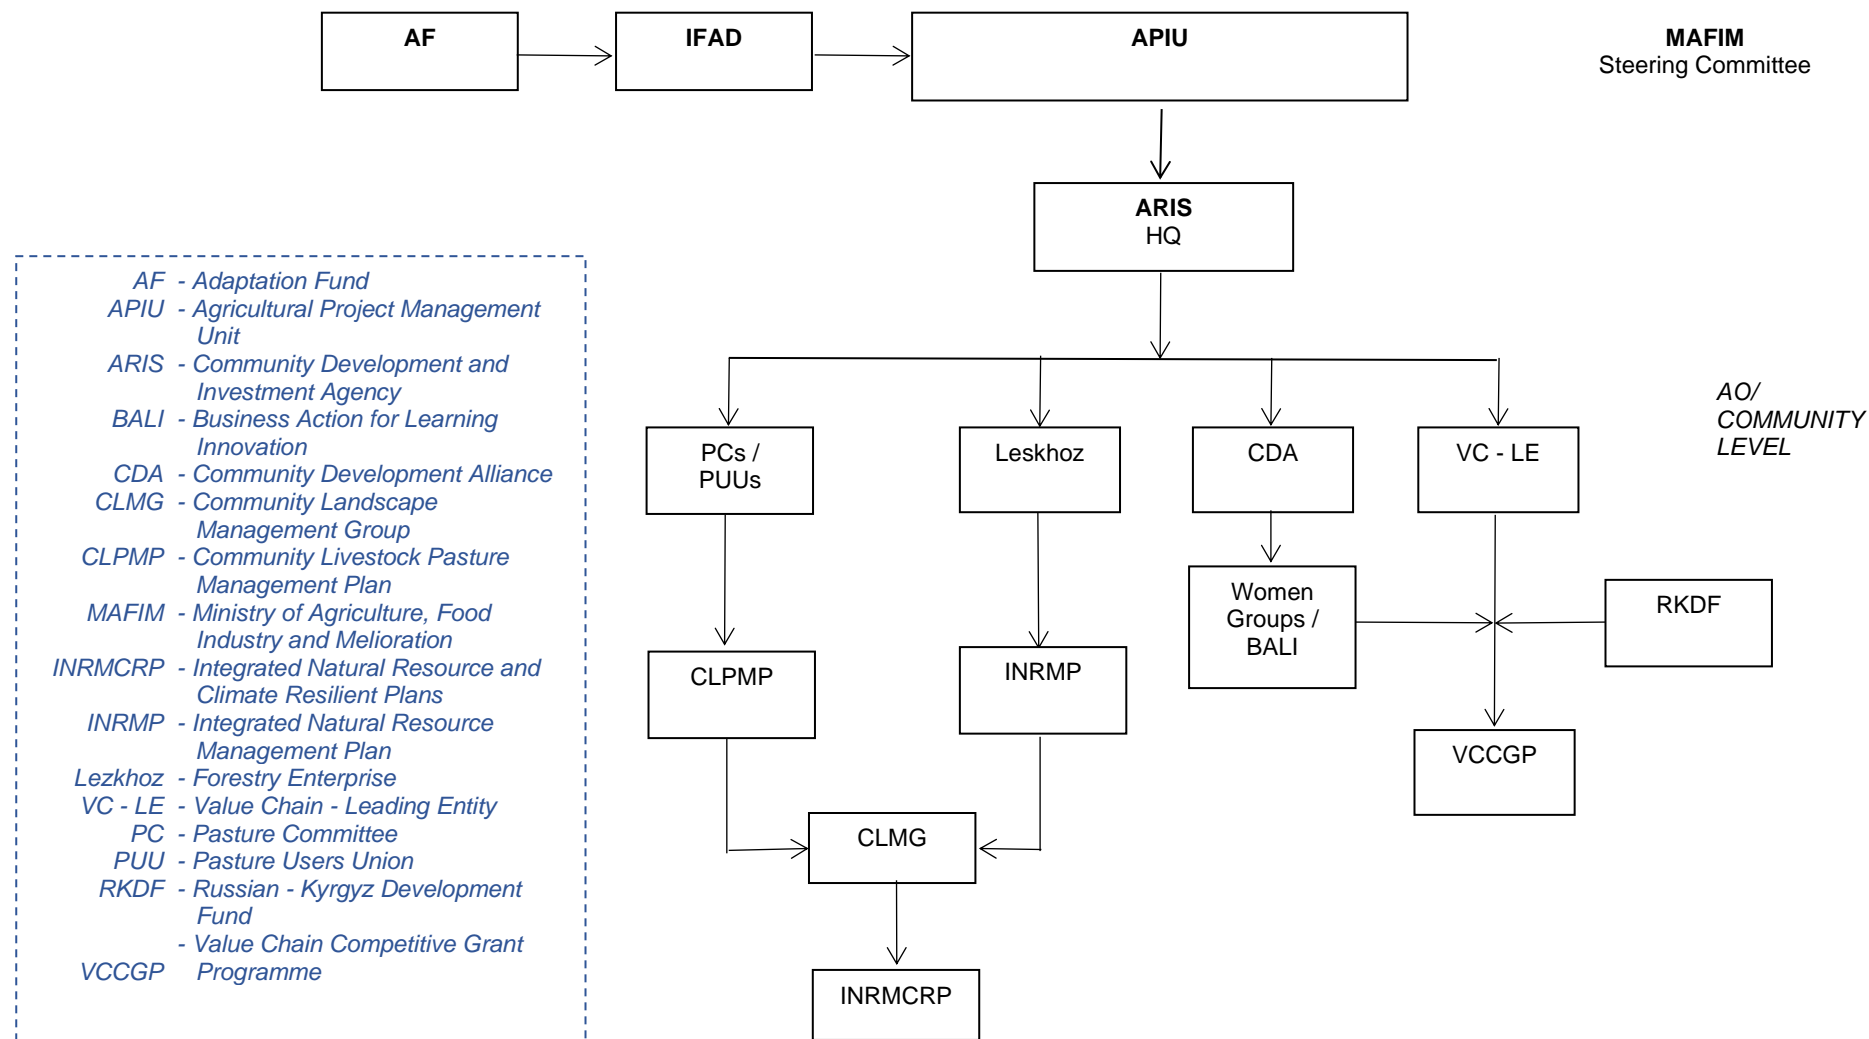 AF
IFAD
APIU
MAFIM
Steering Committee
ARIS
HQ
AF - Adaptation Fund
APIU - Agricultural Project Management
Unit
ARIS - Community Development and
Investment Agency
BALI - Business Action for Learning
Innovation
CDA - Community Development Alliance
CLMG - Community Landscape
Management Group
CLPMP - Community Livestock Pasture
Management Plan
MAFIM - Ministry of Agriculture, Food
Industry and Melioration
INRMCRP - Integrated Natural Resource and
Climate Resilient Plans
INRMP - Integrated Natural Resource
Management Plan
Lezkhoz - Forestry Enterprise
VC - LE - Value Chain - Leading Entity
PC - Pasture Committee
PUU - Pasture Users Union
RKDF - Russian - Kyrgyz Development
Fund
- Value Chain Competitive Grant
VCCGP Programme
PCs /
PUUs
Leskhoz
CDA
VC - LE
AO/
COMMUNITY
LEVEL
Women
Groups /
BALI
RKDF
CLPMP
INRMP
VCCGP
CLMG
INRMCRP